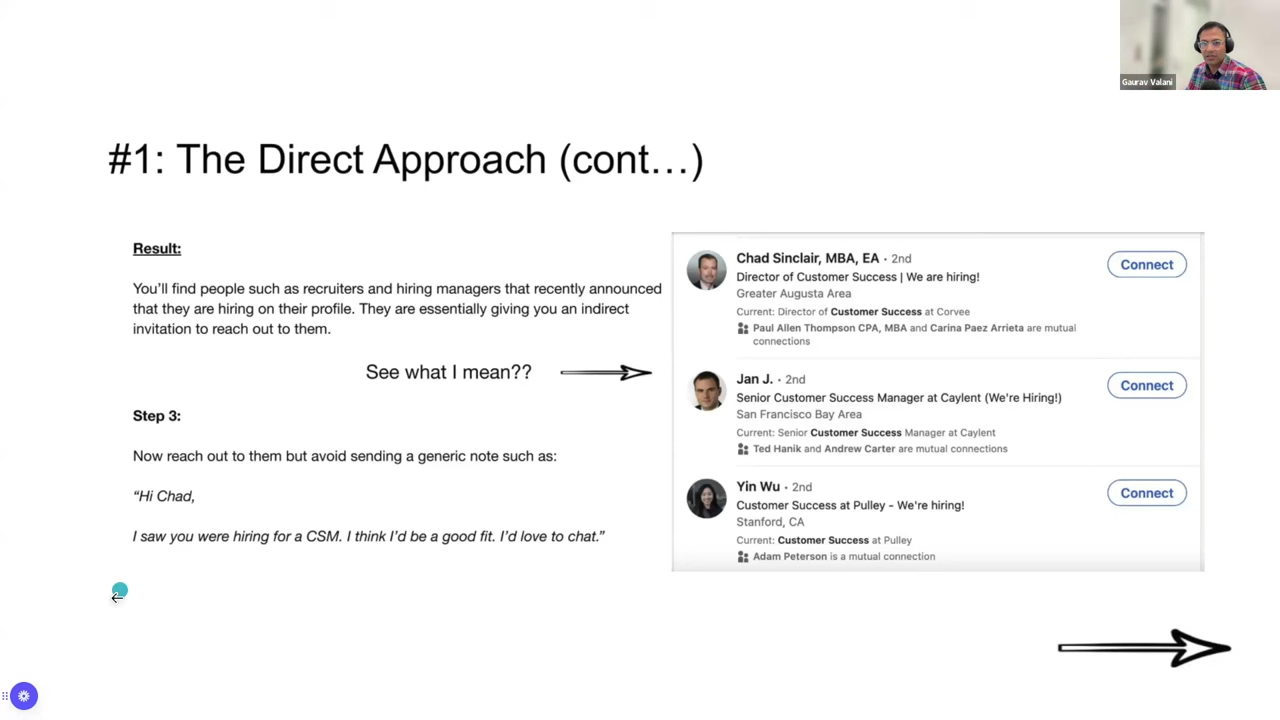 Gaurav Valani
#1: The Direct Approach (cont…)
Result:
You’ll find people such as recruiters and hiring managers that recently announced
that they are hiring on their profile. They are essentially giving you an indirect
invitation to reach out to them.
See what I mean??
Step 3:
Now reach out to them but avoid sending a generic note such as:
“Hi Chad,
I saw you were hiring for a CSM. I think I’d be a good fit. I’d love to chat.”
Chad Sinclair, MBA, EA • 2nd
Connect
Director of Customer Success | We are hiring!
Greater Augusta Area
Current: Director of Customer Success at Corvee
Paul Allen Thompson CPA, MBA and Carina Paez Arrieta are mutual
connections
Jan J. • 2nd
Connect
Senior Customer Success Manager at Caylent (We're Hiring!)
San Francisco Bay Area
Current: Senior Customer Success Manager at Caylent
Ted Hanik and Andrew Carter are mutual connections
Yin Wu • 2nd
Connect
Customer Success at Pulley - We're hiring!
Stanford, CA
Current: Customer Success at Pulley
Adam Peterson is a mutual connection